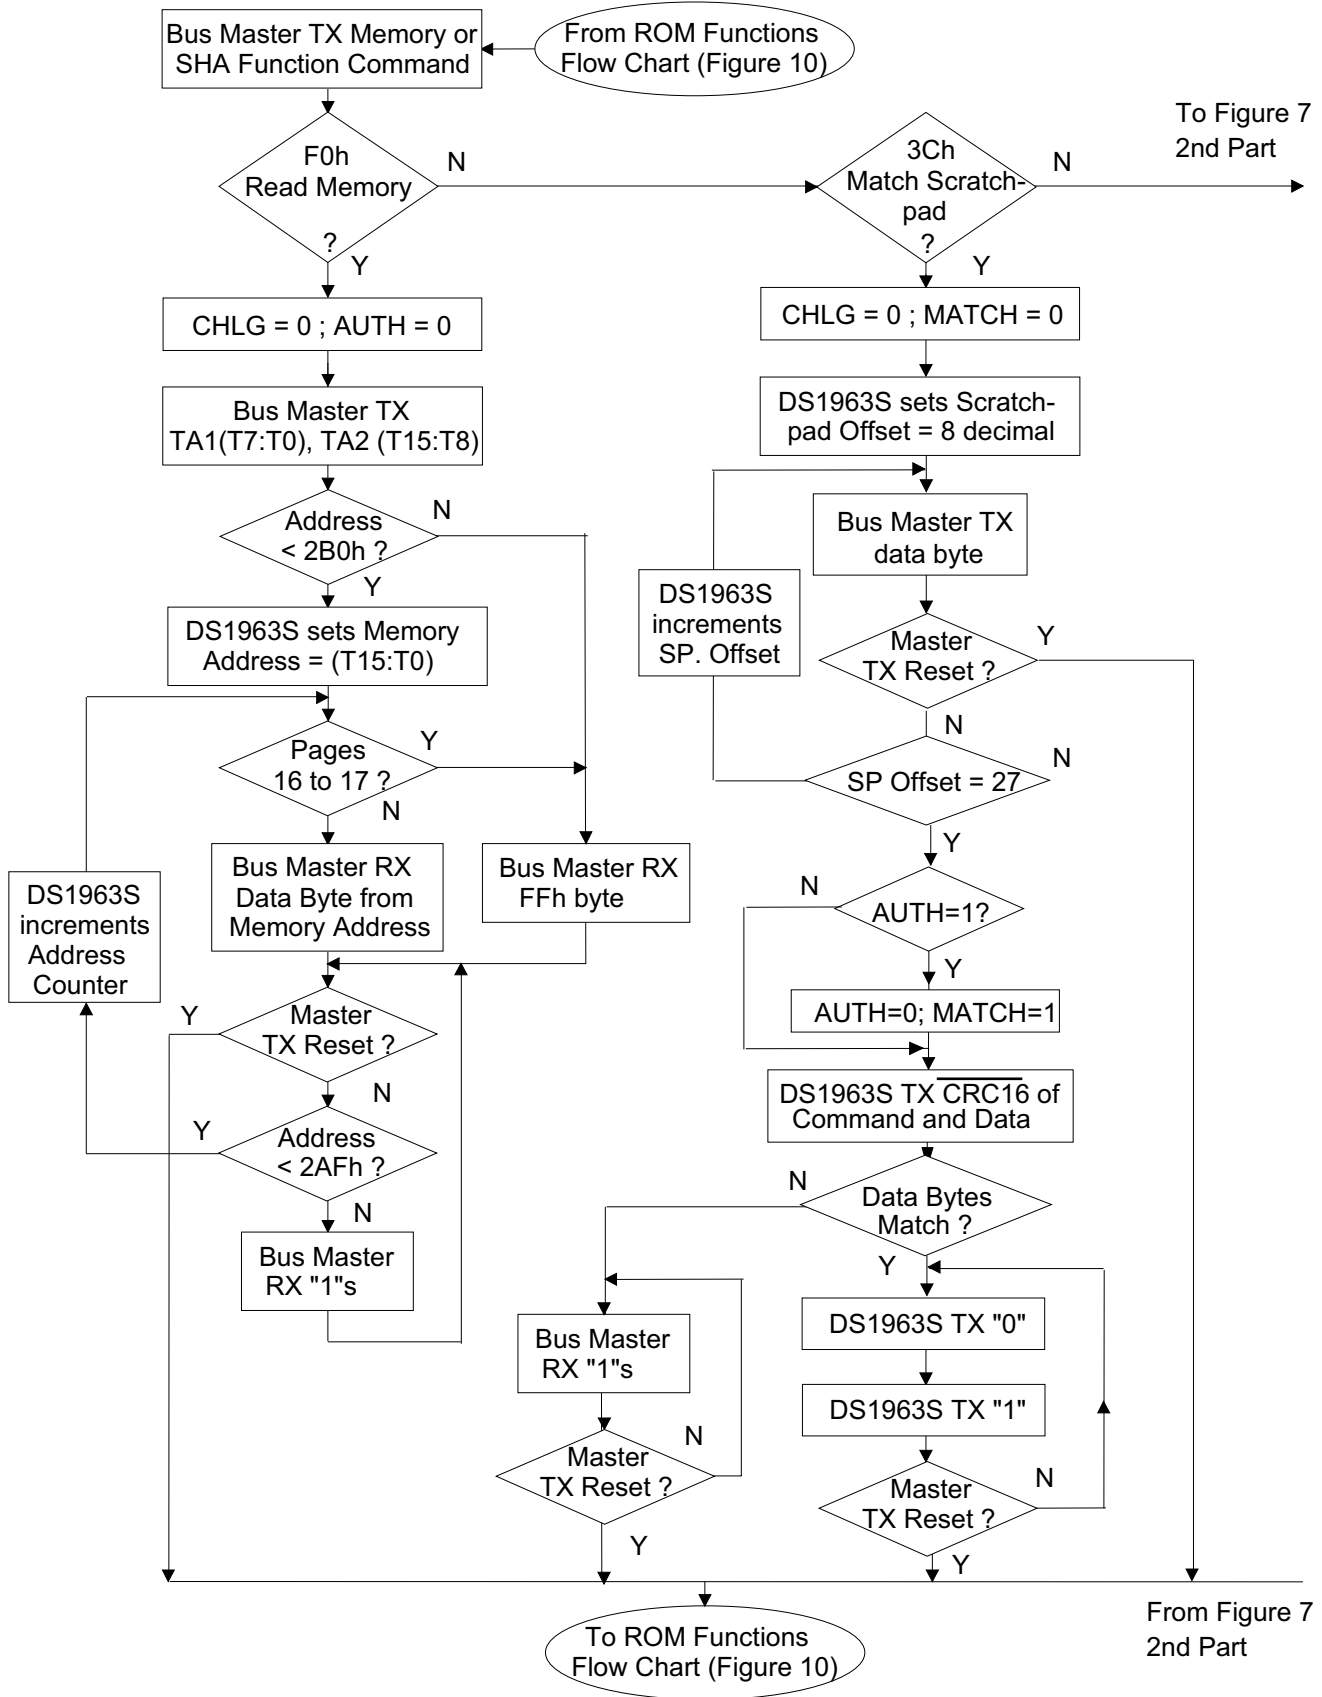 Bus Master TX Memory or
SHA Function Command
From ROM Functions
Flow Chart (Figure 10)
To Figure 7
2nd Part
F0h
Read Memory
?
N
Y
3Ch
Match Scratch-
pad
?
N
Y
CHLG = 0 ; AUTH = 0
Bus Master TX
TA1(T7:T0), TA2 (T15:T8)
Address
< 2B0h ?
N
Y
DS1963S sets Memory
Address = (T15:T0)
Pages
16 to 17 ?
Y
N
Bus Master RX
Data Byte from
Memory Address
Bus Master RX
FFh byte
DS1963S
increments
Address
Counter
Master
TX Reset ?
Y
N
Address
< 2AFh ?
Y
N
Bus Master
RX "1"s
CHLG = 0 ; MATCH = 0
DS1963S sets Scratch-
pad Offset = 8 decimal
Bus Master TX
data byte
DS1963S
increments
SP. Offset
Master
TX Reset ?
Y
N
SP Offset = 27
N
Y
AUTH=1?
N
Y
AUTH=0; MATCH=1
DS1963S TX CRC16 of
Command and Data
Data Bytes
Match ?
N
Y
Bus Master
RX "1"s
Master
TX Reset ?
N
Y
DS1963S TX "0"
DS1963S TX "1"
Master
TX Reset ?
N
Y
To ROM Functions
Flow Chart (Figure 10)
From Figure 7
2nd Part